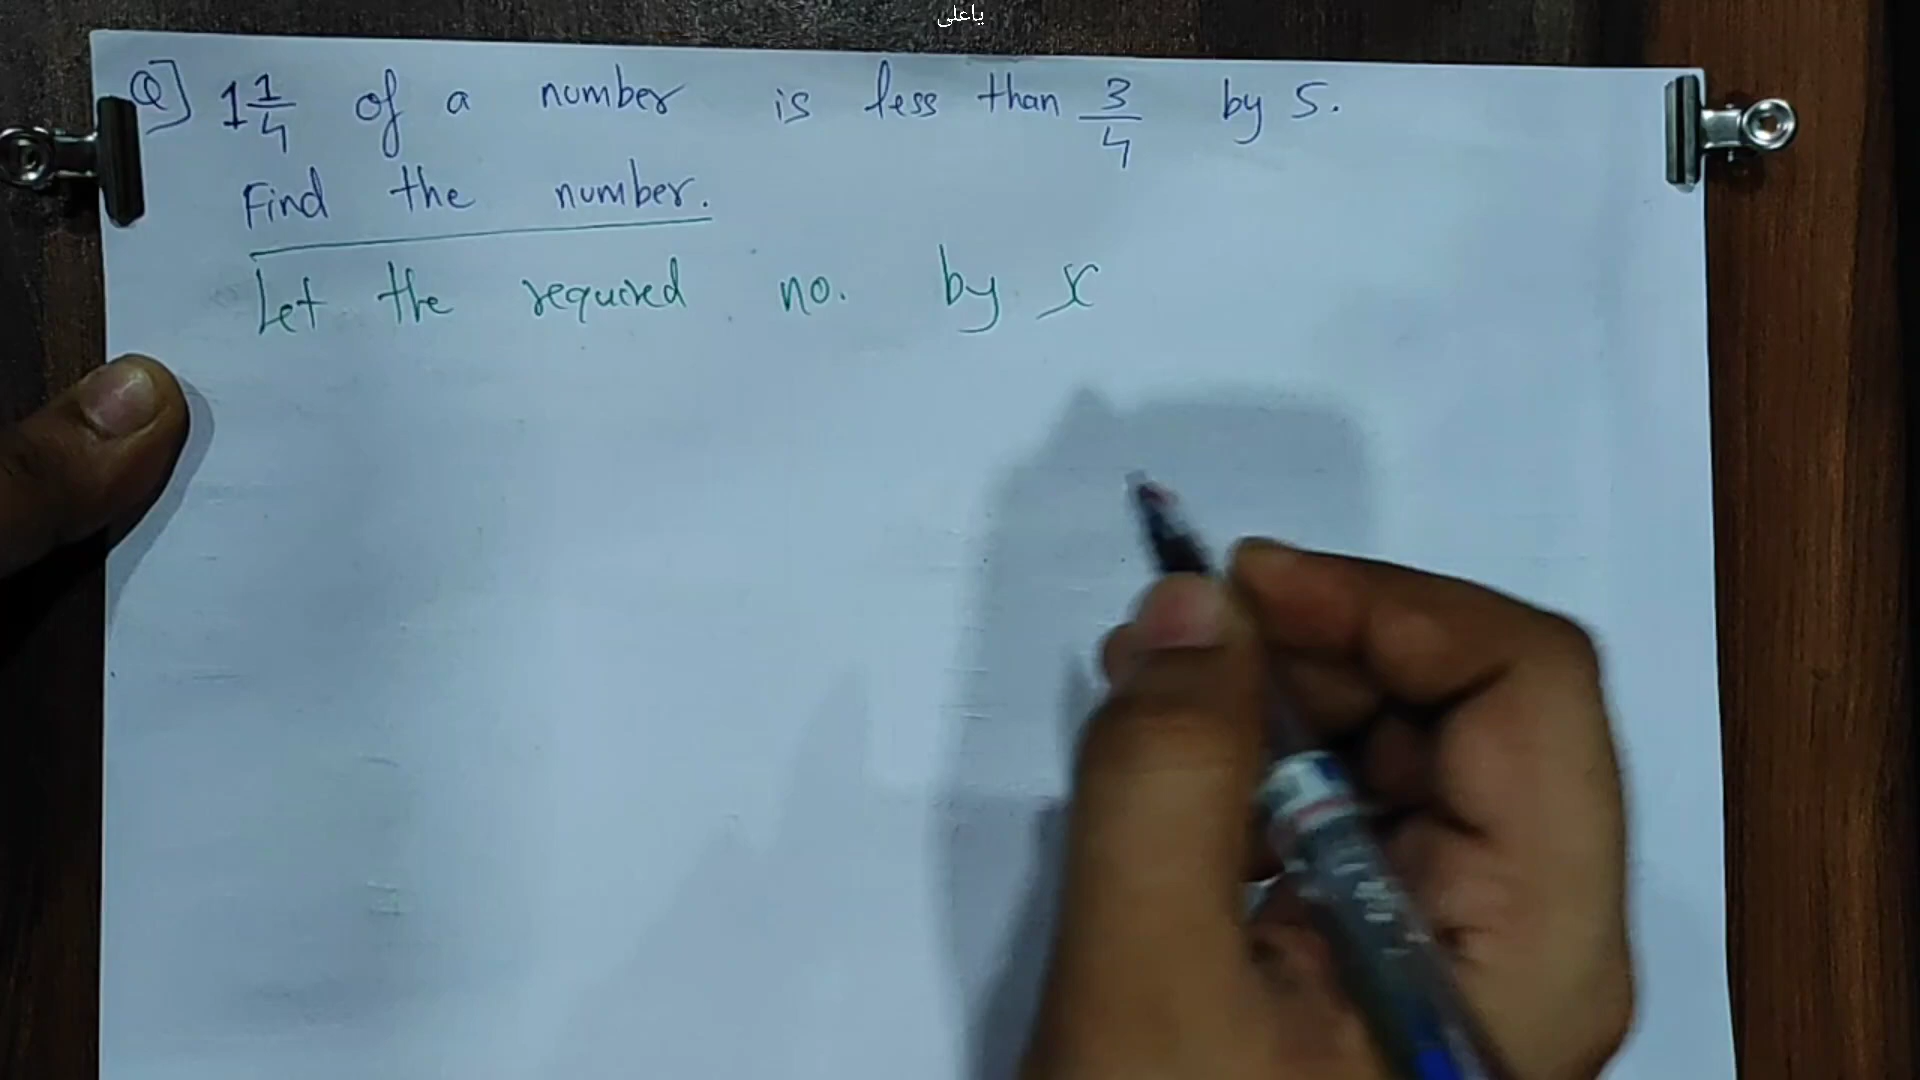 ياعلى
Q] 1 1/4 of a number is less than 3/4 by 5.
Find the number.
Let the required no. by x